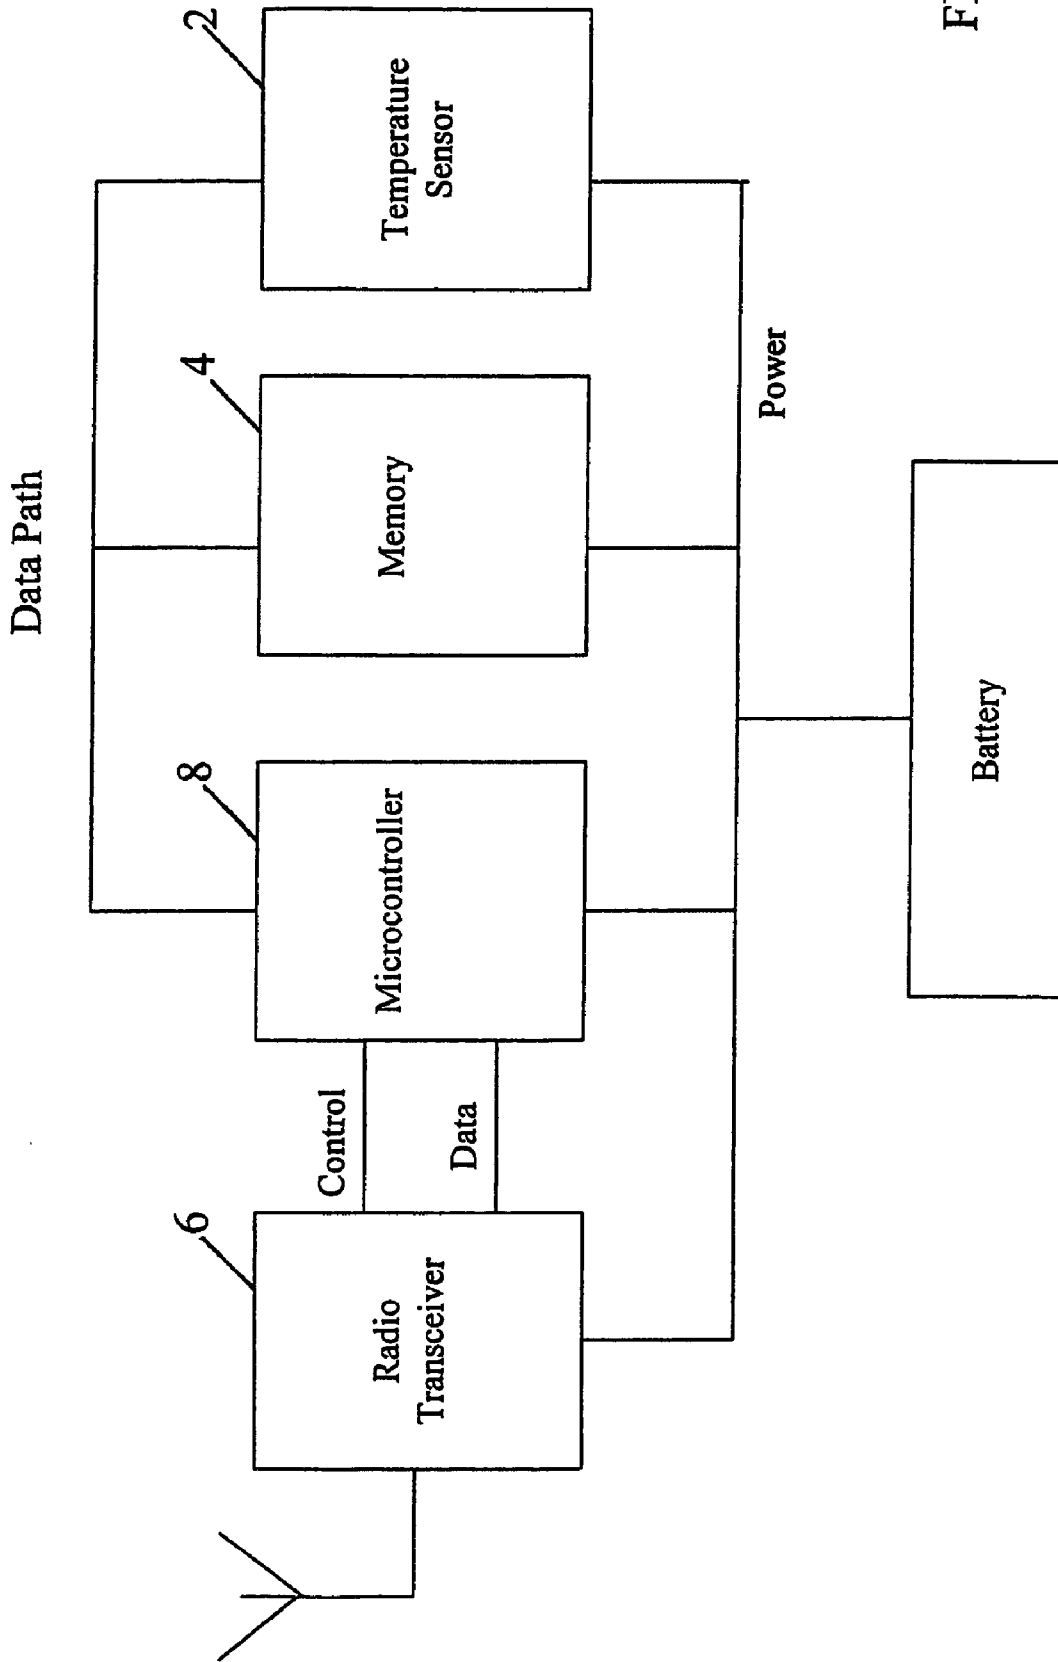 Data Path
6
8
4
2
Radio
Transceiver
Control
Data
Microcontroller
Memory
Temperature
Sensor
Power
Battery